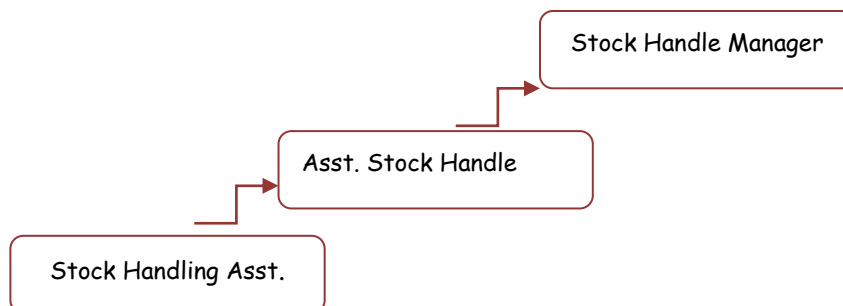 Stock Handle Manager
Asst. Stock Handle
Stock Handling Asst.